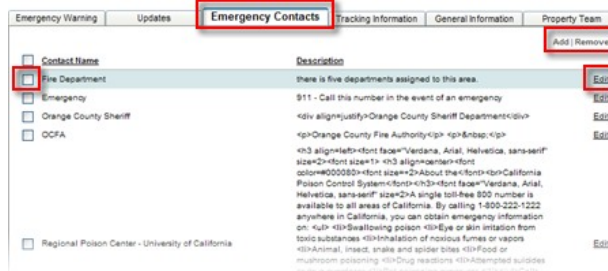 Emergency Warning Updates Emergency Contacts Tracking Information General Information Property Team
Add | Remove
Contact Name Description
Fire Department there is five departments assigned to this area. Edit
Emergency 911 - Call this number in the event of an emergency Edit
Orange County Sheriff <div align=justify>Orange County Sheriff Department</div> Edit
OCFA <p>Orange County Fire Authority</p> <p>&nbsp;</p> Edit
<h3 align=left><font face="Verdana, Arial, Helvetica, sans-serif"
size=2><font size=1> <h3 align=center><font
color=#000080><font size=+2>About the</font><br>California
Poison Control System</font></h3><font face="Verdana, Arial,
Helvetica, sans-serif" size=2>A single toll-free 800 number is
available to all areas of California. By calling 1-800-222-1222
anywhere in California, you can obtain emergency information
on: <ul> <li>Swallowing poison <li>Eye or skin irritation from
toxic substances <li>Inhalation of noxious fumes or vapors
Regional Poison Center - University of California <li>Animal, insect, snake and spider bites <li>Food or Edit
mushroom poisoning <li>Drug reactions <li>Attempted suicides